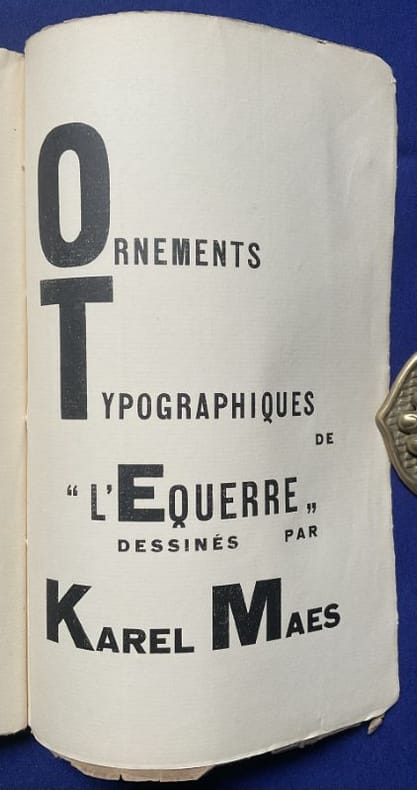 ORNEMENTS
TYPOGRAPHIQUES
DE
“ L'EQUERRE „
DESSINÉS PAR
KAREL MAES